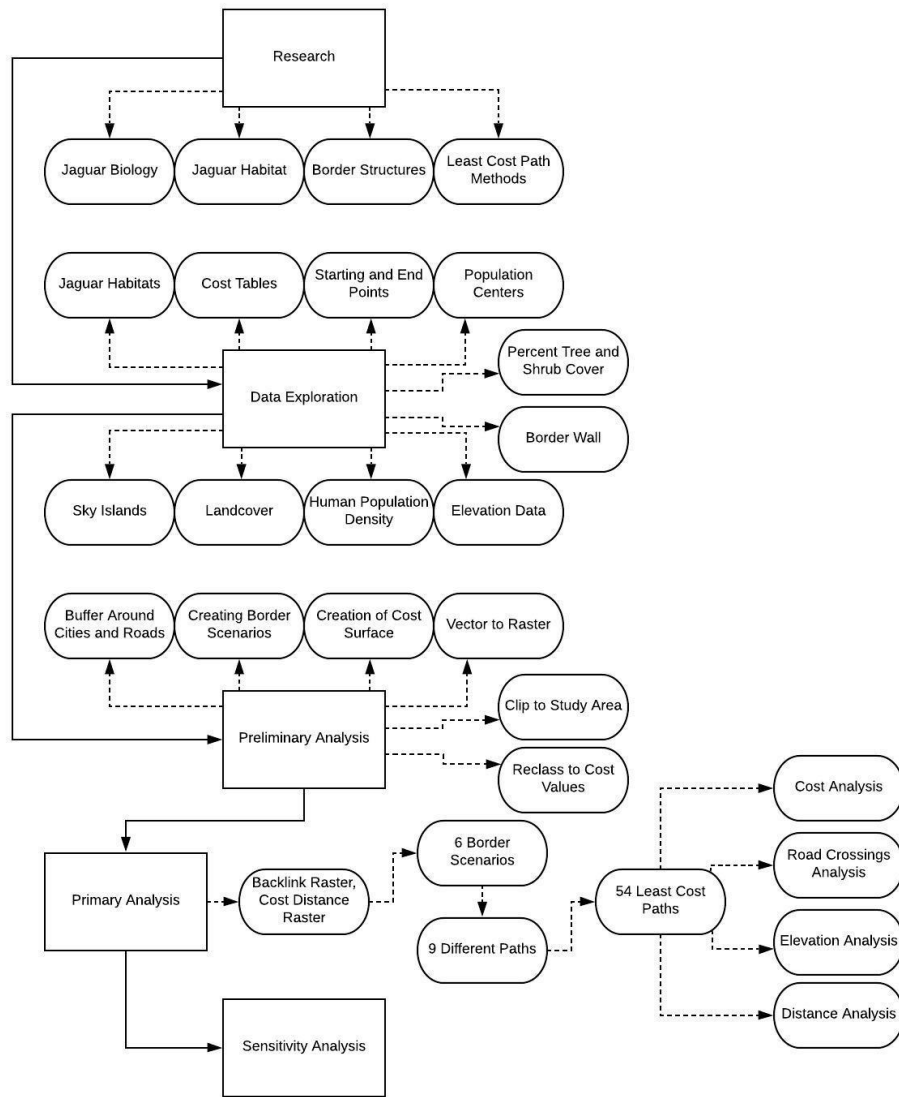 Research
Jaguar Biology
Jaguar Habitat
Border Structures
Least Cost Path
Methods
Jaguar Habitats
Cost Tables
Starting and End
Points
Population
Centers
Percent Tree and
Shrub Cover
Data Exploration
Border Wall
Sky Islands
Landcover
Human Population
Density
Elevation Data
Buffer Around
Cities and Roads
Creating Border
Scenarios
Creation of Cost
Surface
Vector to Raster
Clip to Study Area
Preliminary Analysis
Reclass to Cost
Values
Cost Analysis
6 Border
Scenarios
Road Crossings
Analysis
Primary Analysis
Backlink Raster,
Cost Distance
Raster
54 Least Cost
Paths
9 Different Paths
Elevation Analysis
Distance Analysis
Sensitivity Analysis